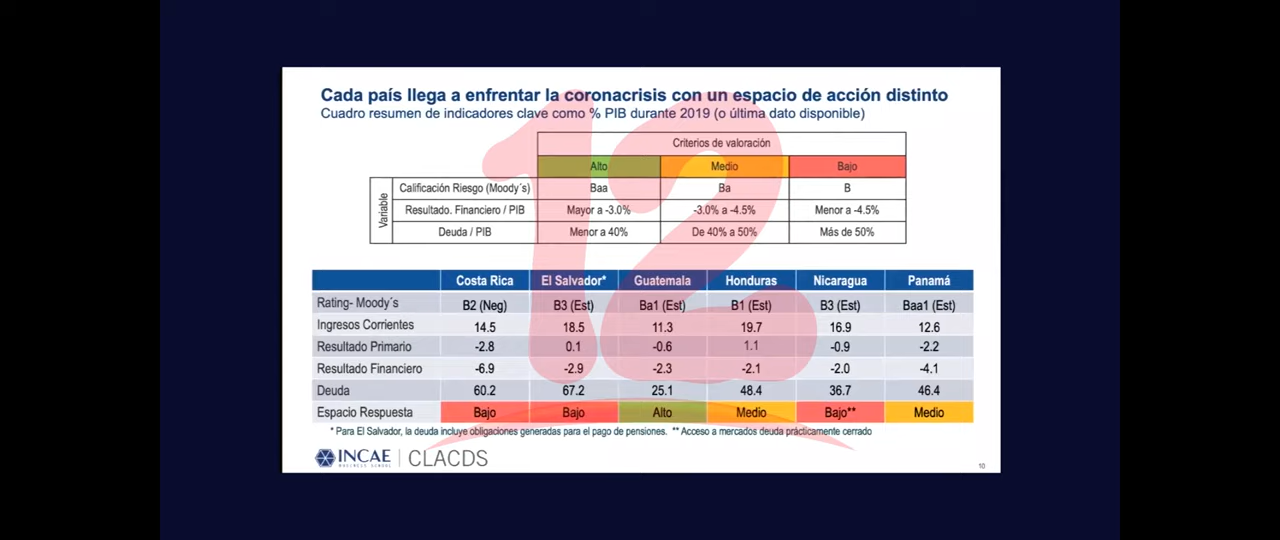 Cada país llega a enfrentar la coronacrisis con un espacio de acción distinto
Cuadro resumen de indicadores clave como % PIB durante 2019 (o última dato disponible)
Criterios de valoración
Alto Medio Bajo
Variable
Calificación Riesgo (Moody´s) Baa Ba B
Resultado. Financiero / PIB Mayor a -3.0% -3.0% a -4.5% Menor a -4.5%
Deuda / PIB Menor a 40% De 40% a 50% Más de 50%
12
Costa Rica El Salvador* Guatemala Honduras Nicaragua Panamá
Rating- Moody´s B2 (Neg) B3 (Est) Ba1 (Est) B1 (Est) B3 (Est) Baa1 (Est)
Ingresos Corrientes 14.5 18.5 11.3 19.7 16.9 12.6
Resultado Primario -2.8 0.1 -0.6 1.1 -0.9 -2.2
Resultado Financiero -6.9 -2.9 -2.3 -2.1 -2.0 -4.1
Deuda 60.2 67.2 25.1 48.4 36.7 46.4
Espacio Respuesta Bajo Bajo Alto Medio Bajo** Medio
* Para El Salvador, la deuda incluye obligaciones generadas para el pago de pensiones. ** Acceso a mercados deuda prácticamente cerrado
INCAE CLACDS
BUSINESS SCHOOL
10